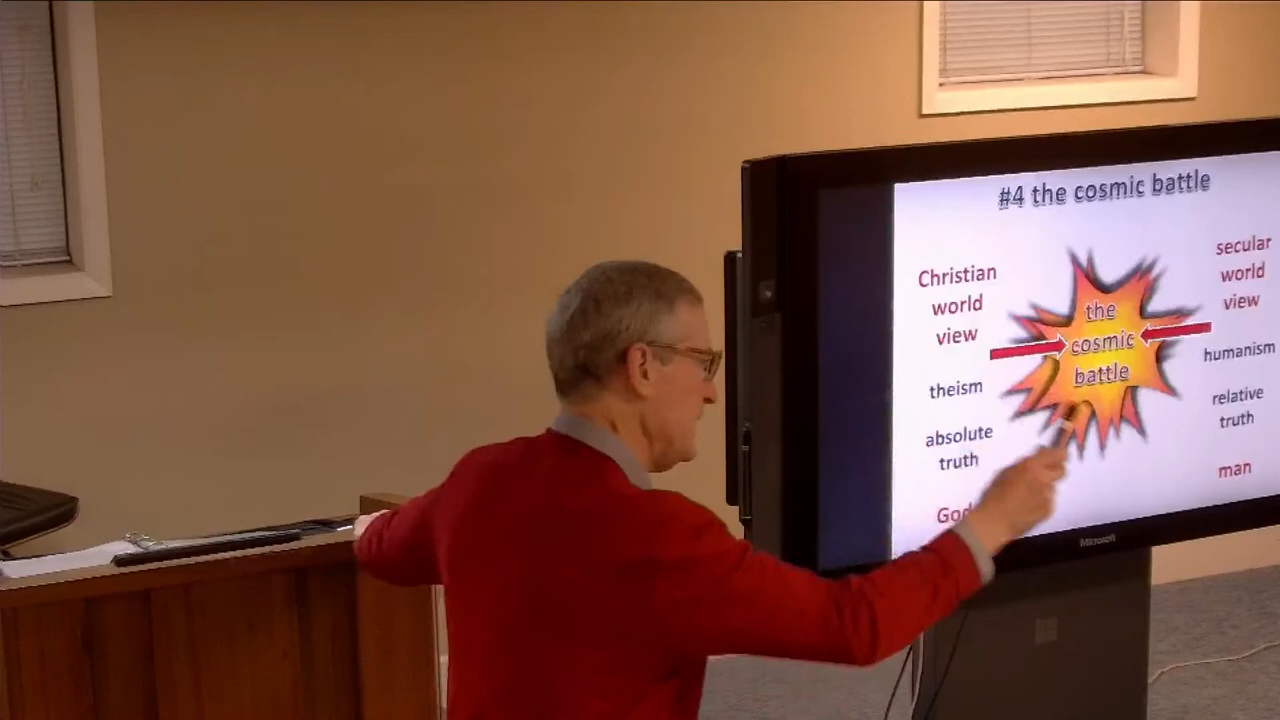 #4 the cosmic battle
Christian
world
view
theism
absolute
truth
God
the
cosmic
battle
secular
world
view
humanism
relative
truth
man
Microsoft